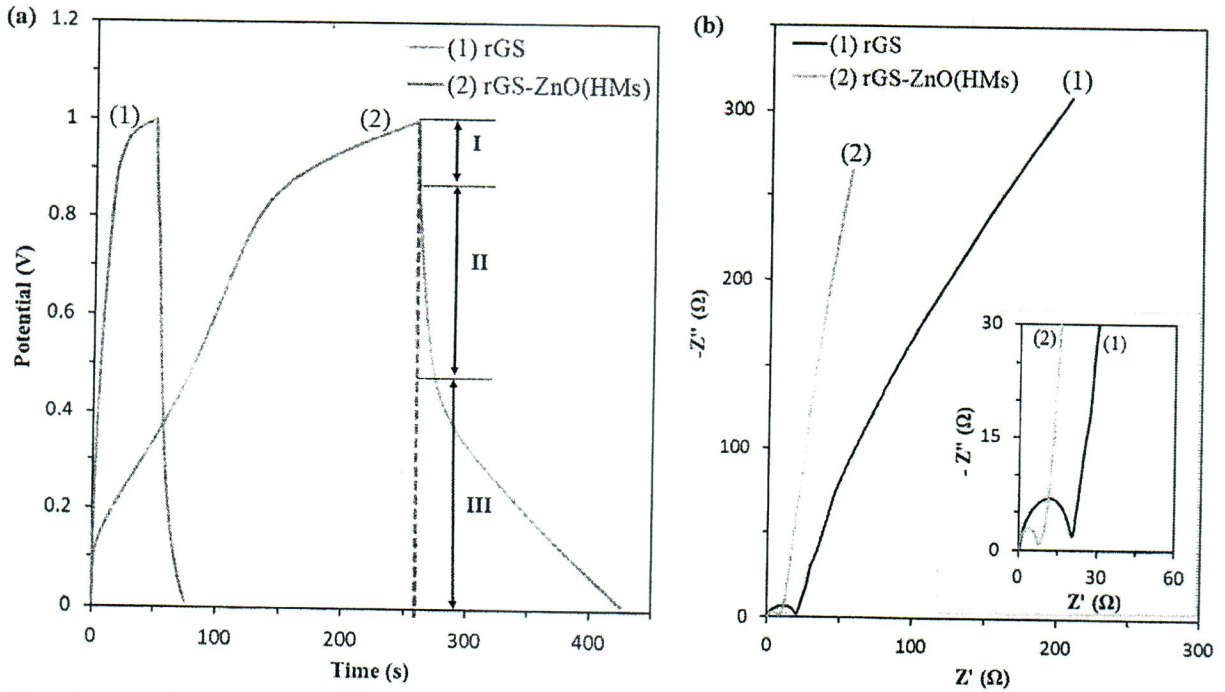 (a)
1.2
1
0.8
0.6
0.4
0.2
0
Potential (V)
0
100
200
300
400
Time (s)
(1) rGS
(2) rGS-ZnO(HMs)
(1)
(2)
I
II
III
(b)
300
200
100
0
-Z" (Ω)
0
100
200
300
Z' (Ω)
(1) rGS
(2) rGS-ZnO(HMs)
(1)
(2)
30
15
0
- Z" (Ω)
0
30
60
Z' (Ω)
(2)
(1)